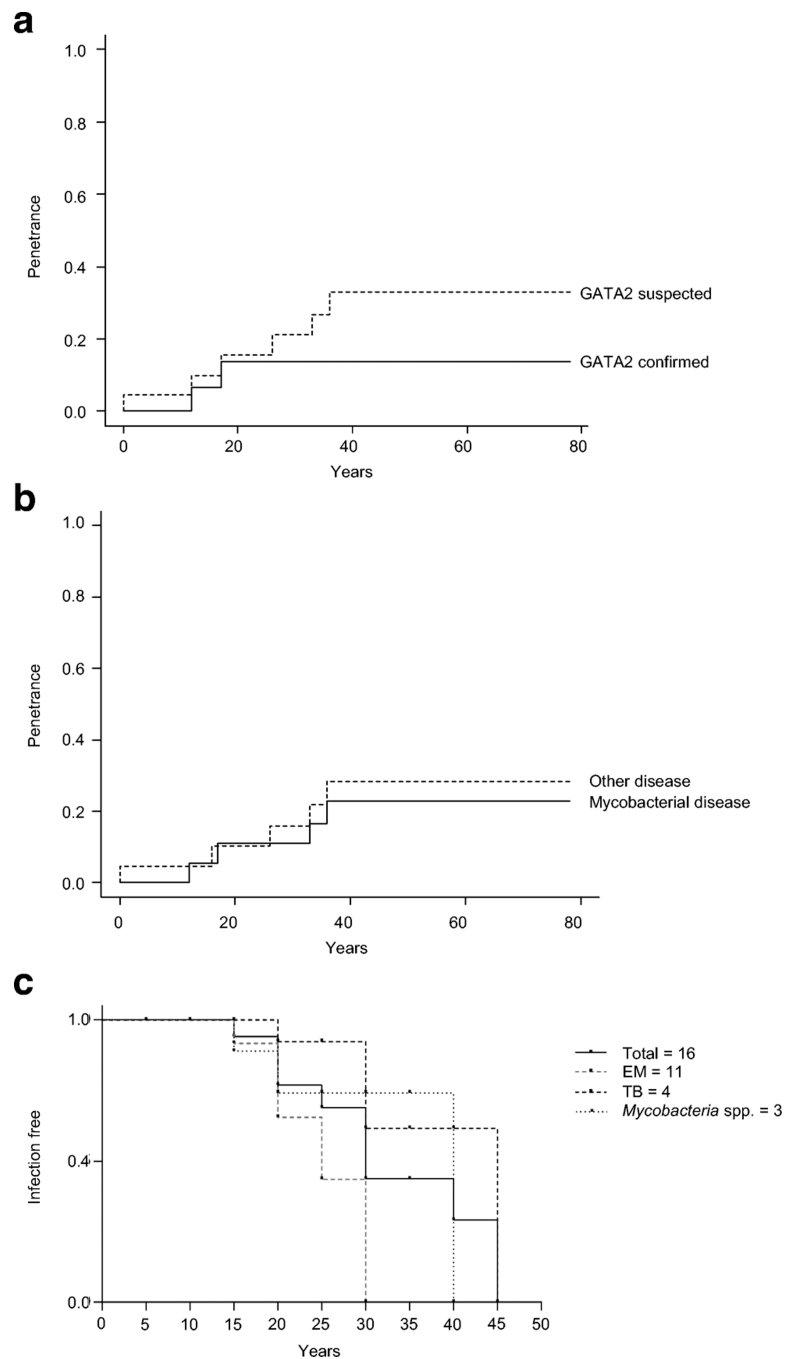 a
1.0
0.8
0.6
0.4
0.2
0.0
Penetrance
GATA2 suspected
GATA2 confirmed
0 20 40 60 80
Years
b
1.0
0.8
0.6
0.4
0.2
0.0
Penetrance
Other disease
Mycobacterial disease
0 20 40 60 80
Years
c
1.0
0.4
0.0
Infection free
Total = 16
EM = 11
TB = 4
Mycobacteria spp. = 3
0 5 10 15 20 25 30 35 40 45 50
Years